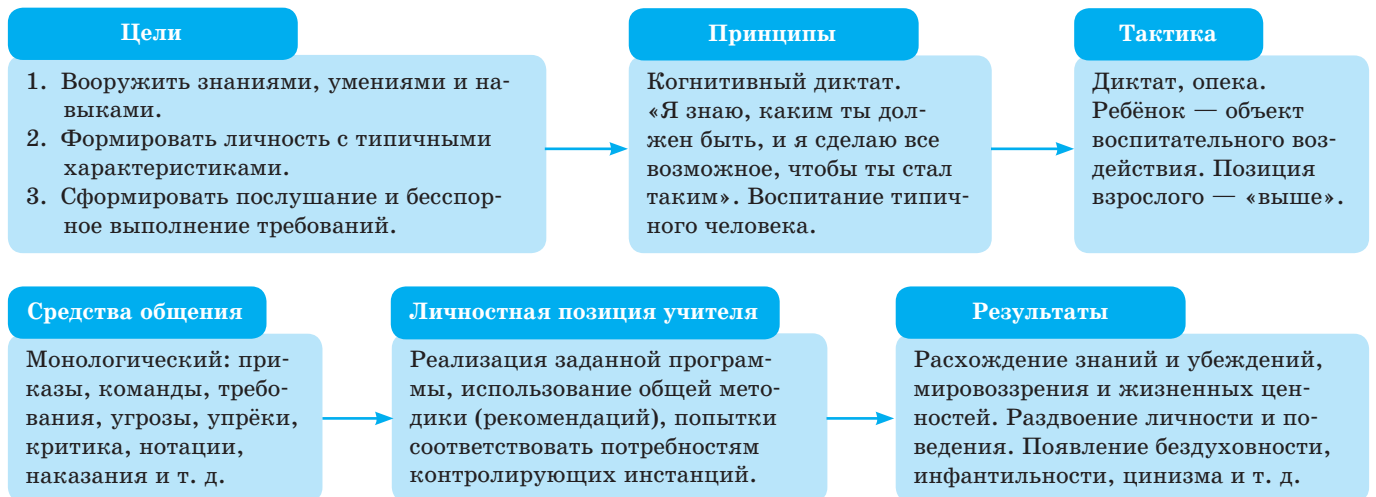 Цели
1. Вооружить знаниями, умениями и на-
выками.
2. Формировать личность с типичными
характеристиками.
3. Сформировать послушание и бесспор-
ное выполнение требований.
Принципы
Когнитивный диктат.
«Я знаю, каким ты дол-
жен быть, и я сделаю все
возможное, чтобы ты стал
таким». Воспитание типич-
ного человека.
Тактика
Диктат, опека.
Ребёнок — объект
воспитательного воз-
действия. Позиция
взрослого — «выше».
Средства общения
Монологический: при-
казы, команды, требо-
вания, угрозы, упрёки,
критика, нотации,
наказания и т. д.
Личностная позиция учителя
Реализация заданной програм-
мы, использование общей мето-
дики (рекомендаций), попытки
соответствовать потребностям
контролирующих инстанций.
Результаты
Расхождение знаний и убеждений,
мировоззрения и жизненных цен-
ностей. Раздвоение личности и по-
ведения. Появление бездуховности,
инфантильности, цинизма и т. д.